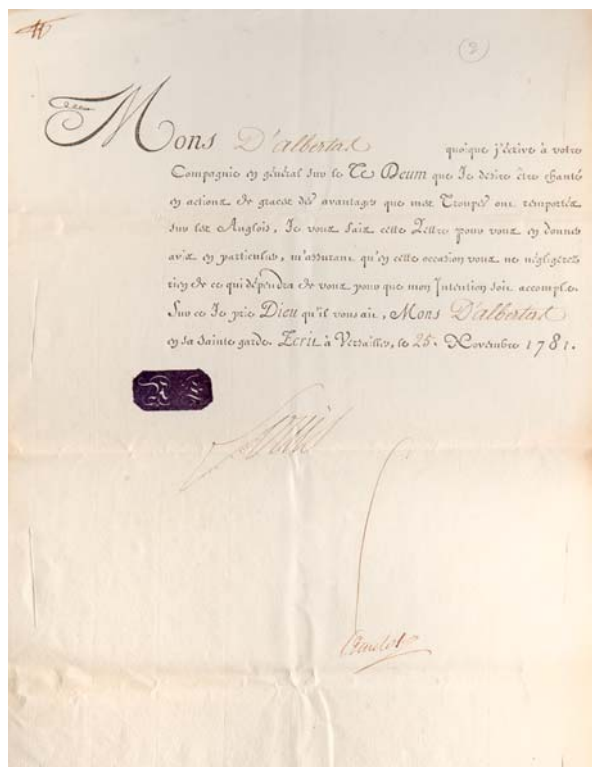 (2)
Mons D'albertas quoique j'écrive à votre
Compagnie en général sur le Te Deum que Je desire être chanté
en actions de graces des avantages que mes Troupes ont remportés
sur les Anglois, Je vous fais cette Lettre pour vous en donner
avis en particulier, m'assurant qu'en cette occasion vous ne négligerés
rien de ce qui dépendra de vous pour que mon Intention soit accomplie.
Sur ce Je prie Dieu qu'il vous ait, Mons D'albertas
en sa sainte garde. Ecrit à Versailles, le 25. Novembre 1781.
Louis